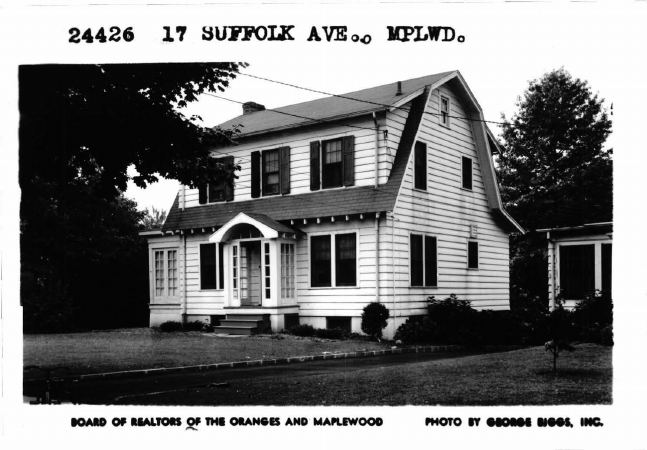 24426 17 SUFFOLK AVE.. MPLWD.
BOARD OF REALTORS OF THE ORANGES AND MAPLEWOOD PHOTO BY GEORGE BIGGS, INC.